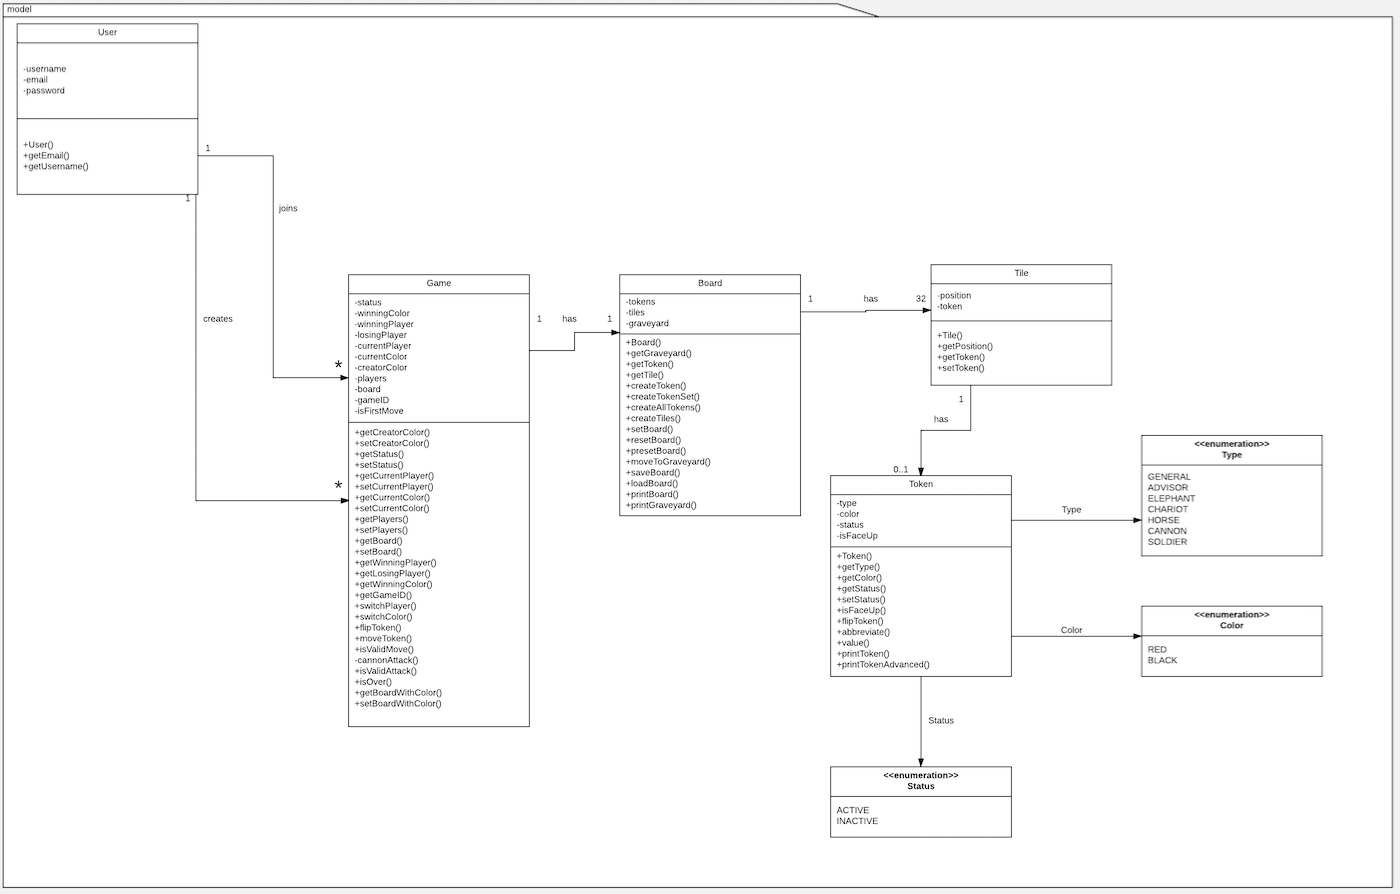 model
User
-username
-email
-password
+User()
+getEmail()
+getUsername()
1
joins
1
creates
*
*
Game
-status
-winningColor
-winningPlayer
-losingPlayer
-currentPlayer
-currentColor
-creatorColor
-players
-board
-gameID
-isFirstMove
+getCreatorColor()
+setCreatorColor()
+getStatus()
+setStatus()
+getCurrentPlayer()
+setCurrentPlayer()
+getCurrentColor()
+setCurrentColor()
+getPlayers()
+setPlayers()
+getBoard()
+setBoard()
+getWinningPlayer()
+getLosingPlayer()
+getWinningColor()
+getGameID()
+switchPlayer()
+switchColor()
+flipToken()
+moveToken()
+isValidMove()
-cannonAttack()
+isValidAttack()
+isOver()
+getBoardWithColor()
+setBoardWithColor()
1 has 1
Board
-tokens
-tiles
-graveyard
+Board()
+getGraveyard()
+getToken()
+getTile()
+createToken()
+createTokenSet()
+createAllTokens()
+createTiles()
+setBoard()
+resetBoard()
+presetBoard()
+moveToGraveyard()
+saveBoard()
+loadBoard()
+printBoard()
+printGraveyard()
1 has 32
Tile
-position
-token
+Tile()
+getPosition()
+getToken()
+setToken()
1
has
0..1
Token
-type
-color
-status
-isFaceUp
+Token()
+getType()
+getColor()
+getStatus()
+setStatus()
+isFaceUp()
+flipToken()
+abbreviate()
+value()
+printToken()
+printTokenAdvanced()
Type
<<enumeration>>
Type
GENERAL
ADVISOR
ELEPHANT
CHARIOT
HORSE
CANNON
SOLDIER
Color
<<enumeration>>
Color
RED
BLACK
Status
<<enumeration>>
Status
ACTIVE
INACTIVE